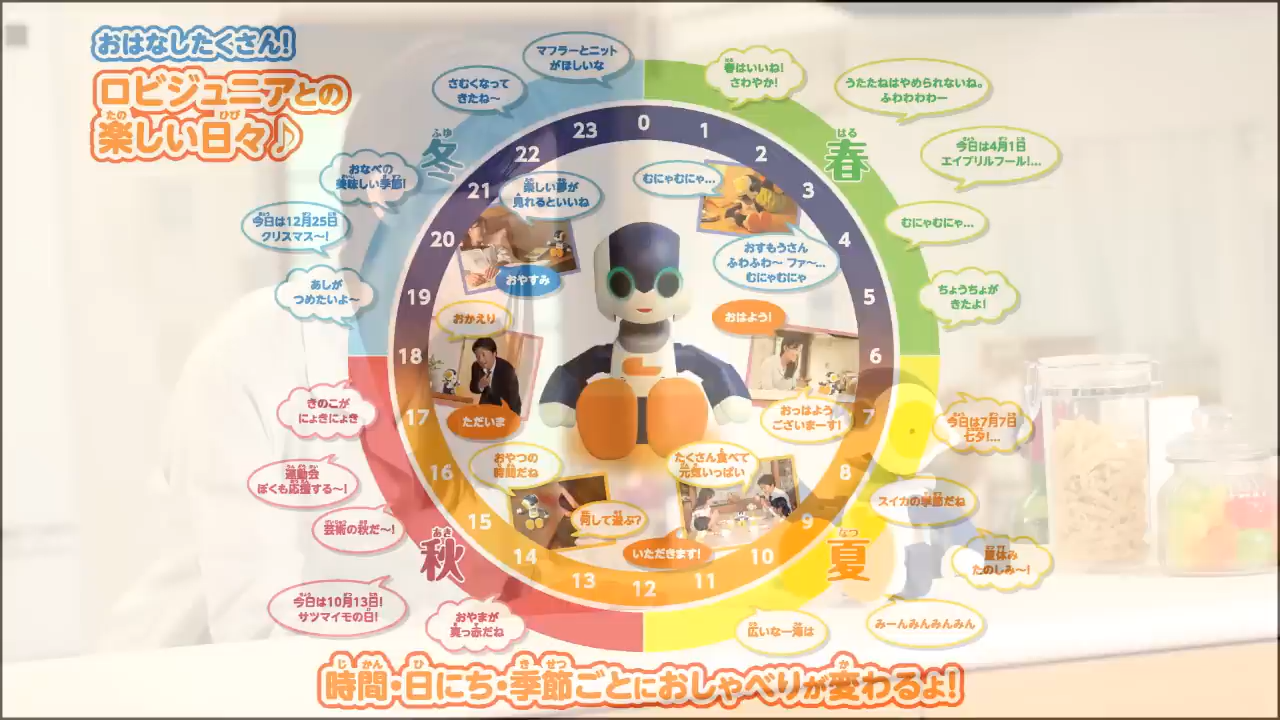 おはなしたくさん!
ロビジュニアとの
楽しい日々♪
マフラーとニット
がほしいな
さむくなって
きたね〜
冬
おなべの
美味しい季節!
今日は12月25日
クリスマス〜!
あしが
つめたいよ〜
春はいいね!
さわやか!
うたたねはやめられないね。
ふわわわわー
春
今日は4月1日
エイプリルフール!...
むにゃむにゃ...
ちょうちょが
きたよ!
0
1
2
3
4
5
6
7
8
9
10
11
12
13
14
15
16
17
18
19
20
21
22
23
楽しい夢が
見れるといいね
おやすみ
むにゃむにゃ...
おすもうさん
ふわふわ〜 ファ〜...
むにゃむにゃ
おかえり
ただいま
おはよう!
おっはよう
ございまーす!
おやつの
時間だね
何して遊ぶ?
たくさん食べて
元気いっぱい
いただきます!
きのこが
にょきにょき
運動会
ぼくも応援する〜!
芸術の秋だ〜!
秋
今日は10月13日!
サツマイモの日!
おやまが
真っ赤だね
今日は7月7日
七夕!...
スイカの季節だね
夏
夏休み
たのしみ〜!
広いな一海は
みーんみんみんみん
時間・日にち・季節ごとにおしゃべりが変わるよ!